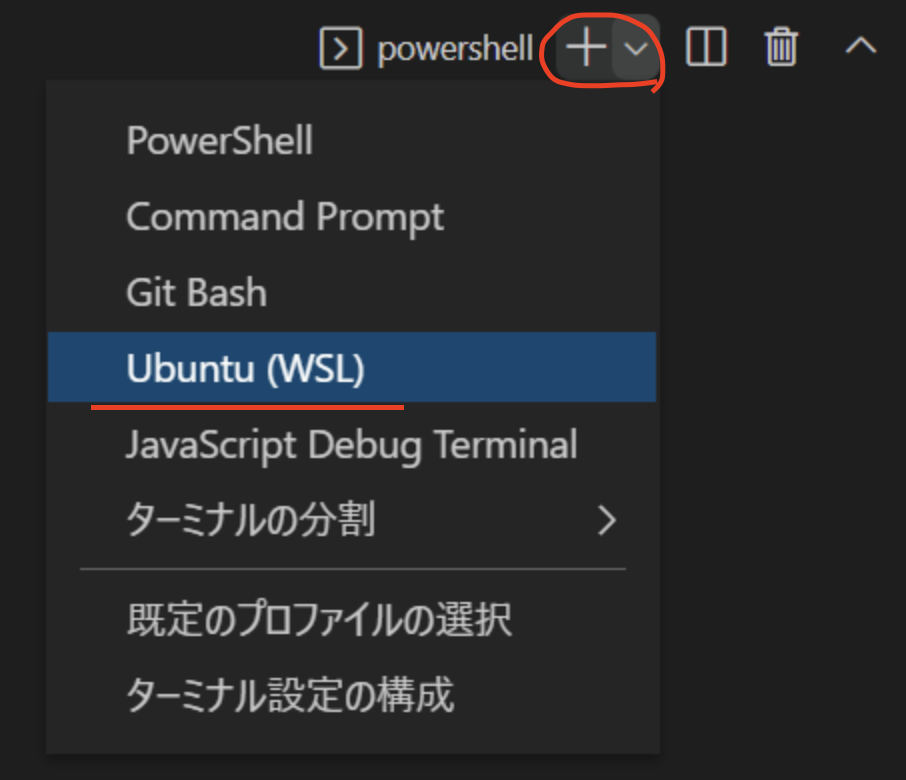 powershell
PowerShell
Command Prompt
Git Bash
Ubuntu (WSL)
JavaScript Debug Terminal
ターミナルの分割
既定のプロファイルの選択
ターミナル設定の構成